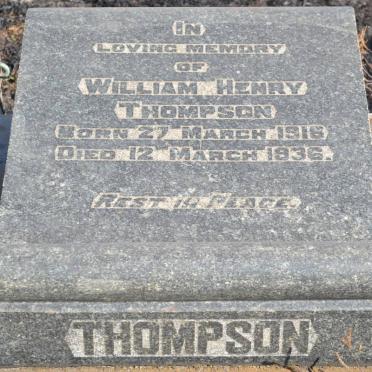 IN
LOVING MEMORY
OF
WILLIAM HENRY
THOMPSON
BORN 27 MARCH 1916
DIED 12 MARCH 1936.
REST IN PEACE.
THOMPSON